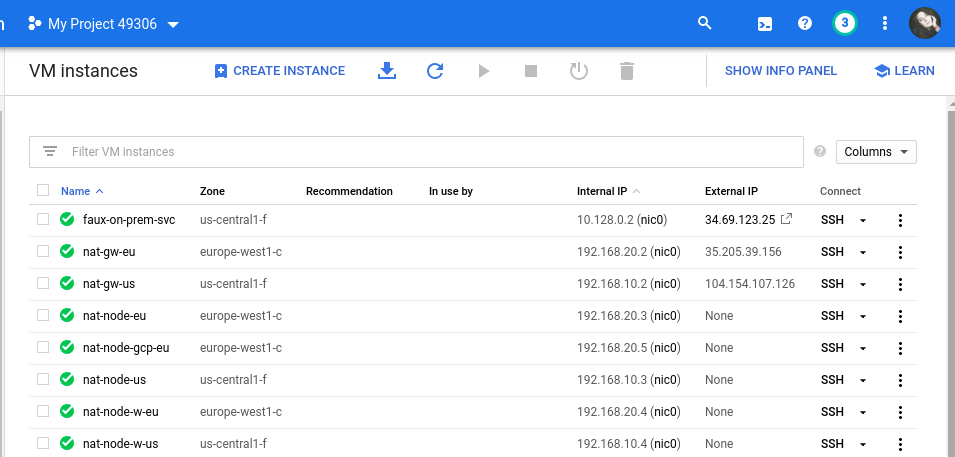 My Project 49306 3
VM instances CREATE INSTANCE SHOW INFO PANEL LEARN
Filter VM instances ? Columns
Name Zone Recommendation In use by Internal IP External IP Connect
faux-on-prem-svc us-central1-f 10.128.0.2 (nic0) 34.69.123.25 SSH
nat-gw-eu europe-west1-c 192.168.20.2 (nic0) 35.205.39.156 SSH
nat-gw-us us-central1-f 192.168.10.2 (nic0) 104.154.107.126 SSH
nat-node-eu europe-west1-c 192.168.20.3 (nic0) None SSH
nat-node-gcp-eu europe-west1-c 192.168.20.5 (nic0) None SSH
nat-node-us us-central1-f 192.168.10.3 (nic0) None SSH
nat-node-w-eu europe-west1-c 192.168.20.4 (nic0) None SSH
nat-node-w-us us-central1-f 192.168.10.4 (nic0) None SSH